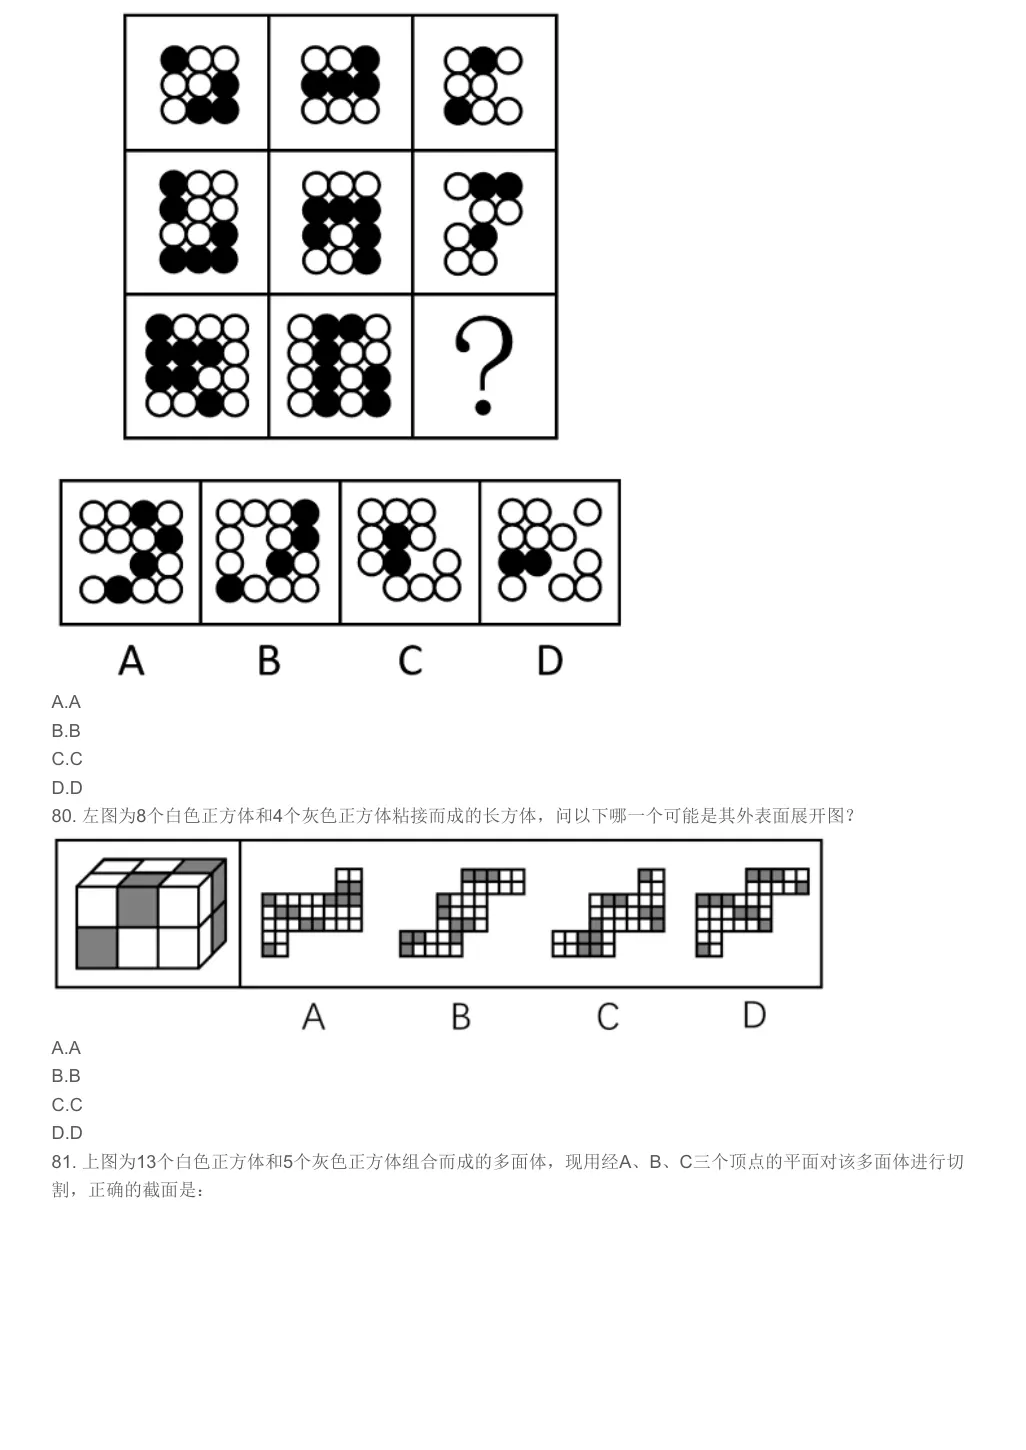 ?
A B C D
A.A
B.B
C.C
D.D
80. 左图为8个白色正方体和4个灰色正方体粘接而成的长方体，问以下哪一个可能是其外表面展开图？
A B C D
A.A
B.B
C.C
D.D
81. 上图为13个白色正方体和5个灰色正方体组合而成的多面体，现用经A、B、C三个顶点的平面对该多面体进行切
割，正确的截面是：